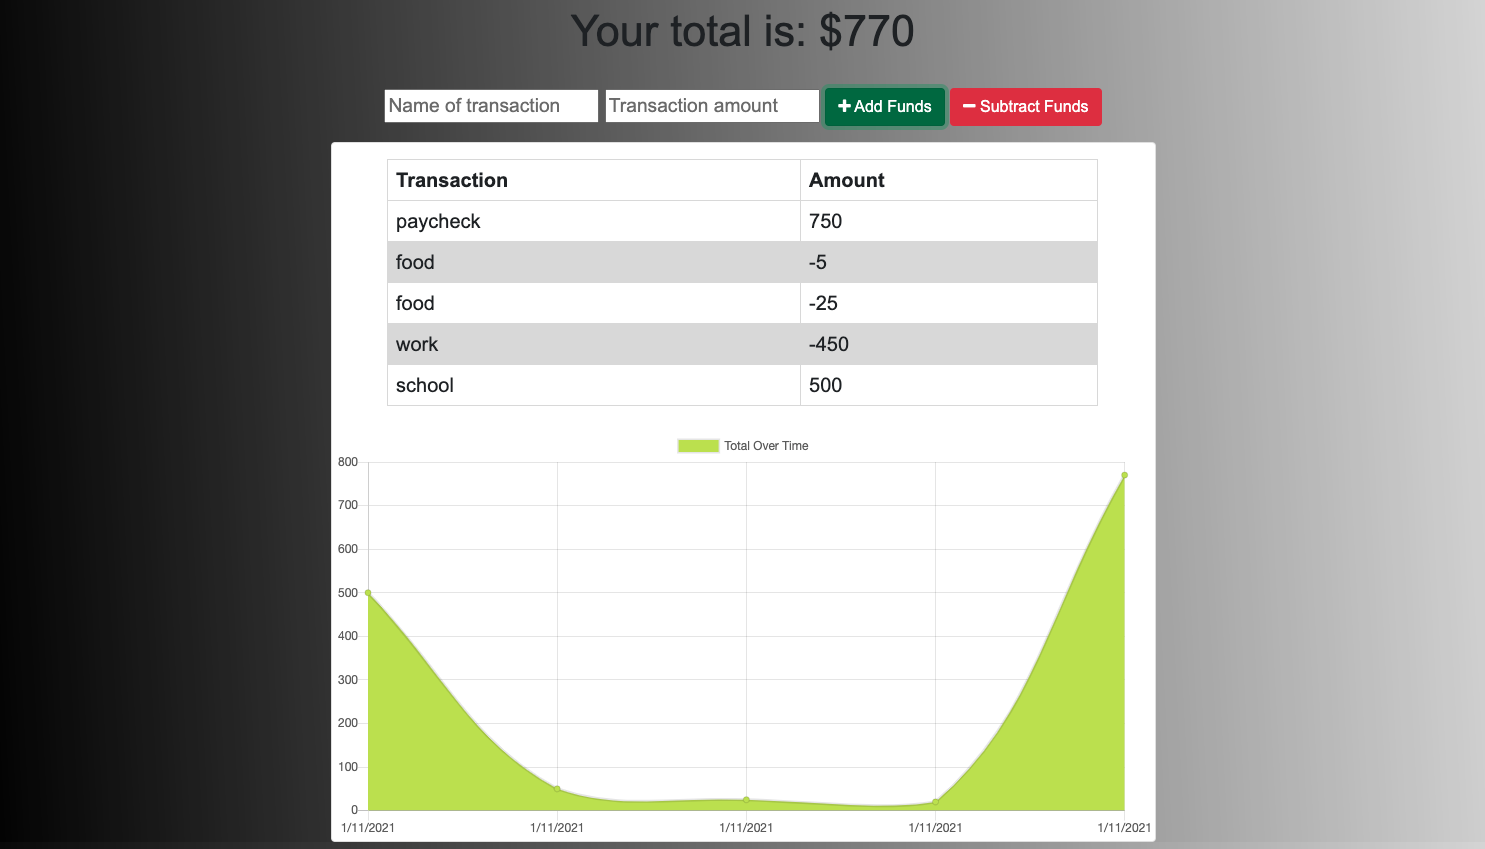 Your total is: $770
Name of transaction Transaction amount Add Funds Subtract Funds
Transaction Amount
paycheck 750
food -5
food -25
work -450
school 500
Total Over Time
800
700
600
500
400
300
200
100
0
1/11/2021 1/11/2021 1/11/2021 1/11/2021 1/11/2021